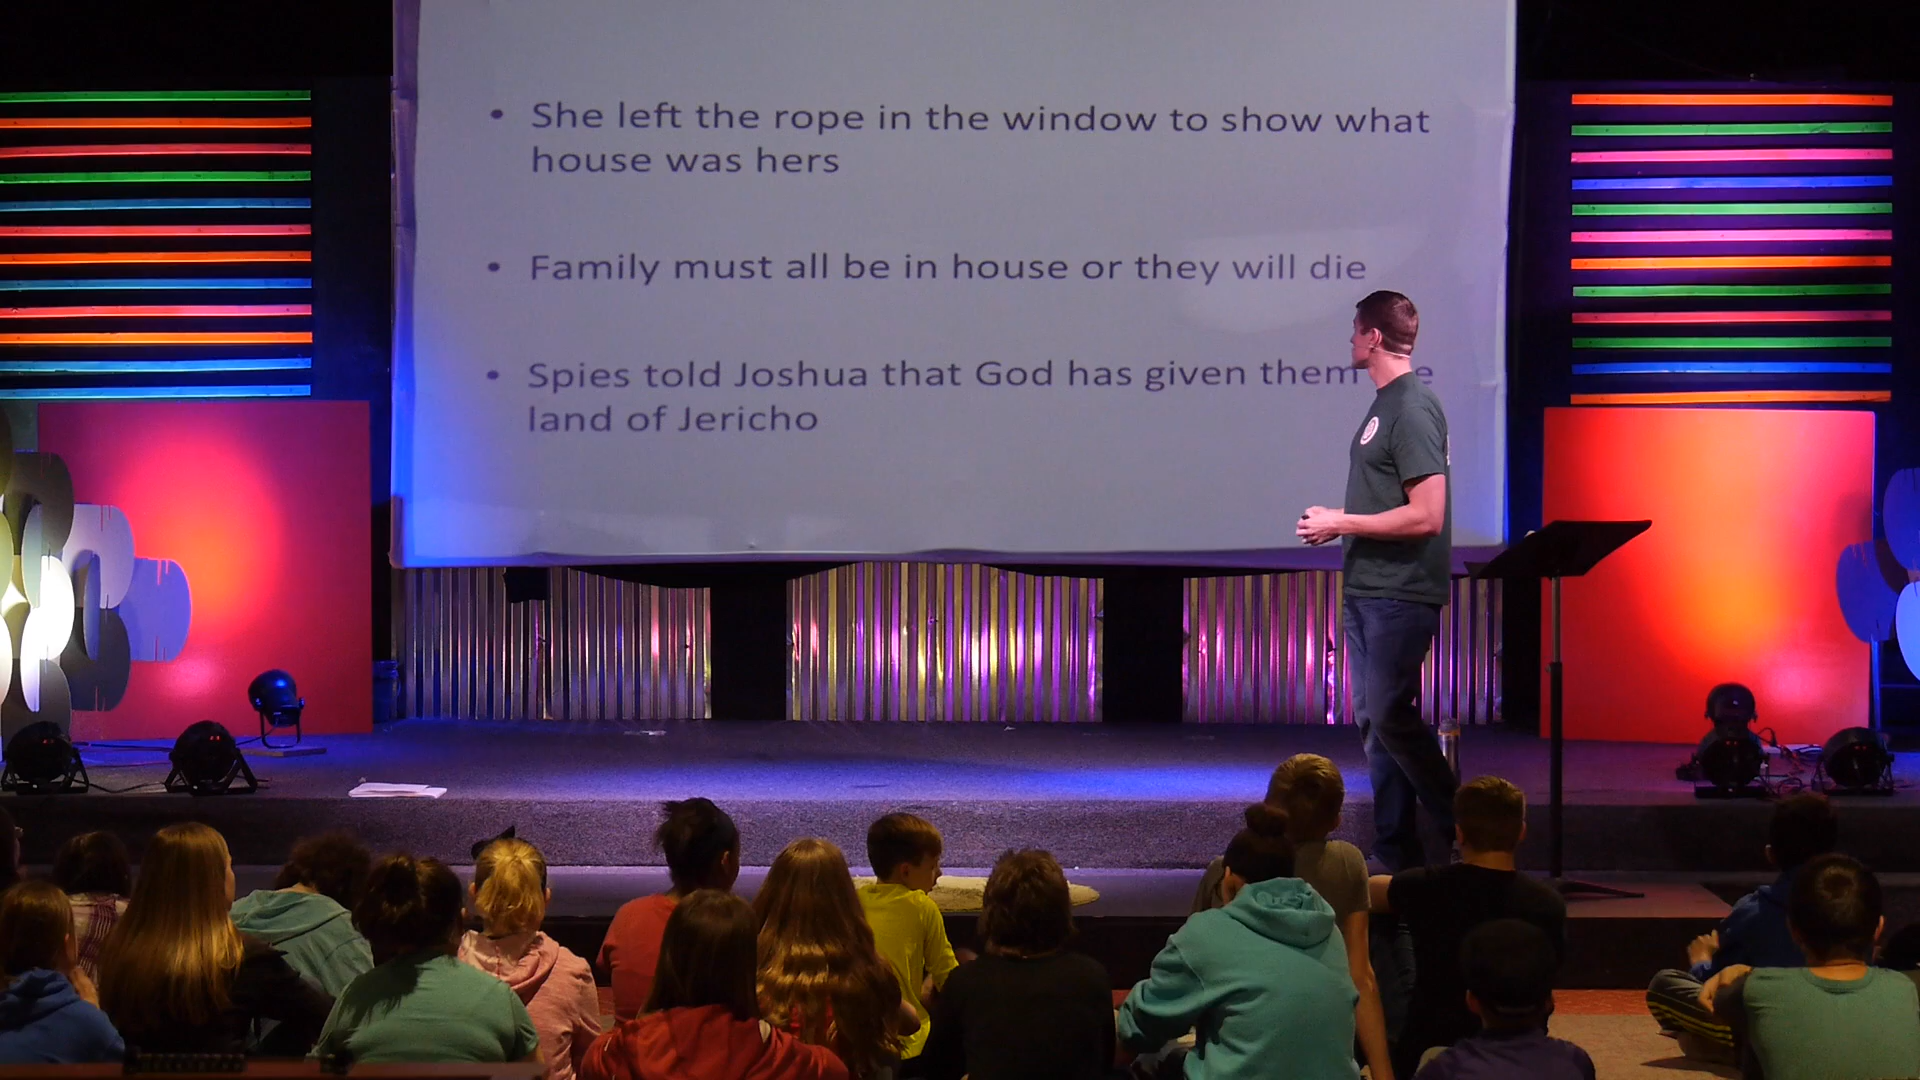 • She left the rope in the window to show what
house was hers
• Family must all be in house or they will die
• Spies told Joshua that God has given them
land of Jericho